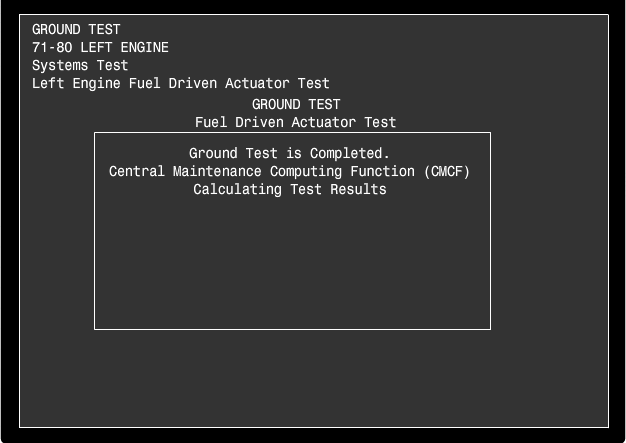 GROUND TEST
71-80 LEFT ENGINE
Systems Test
Left Engine Fuel Driven Actuator Test
GROUND TEST
Fuel Driven Actuator Test
Ground Test is Completed.
Central Maintenance Computing Function (CMCF)
Calculating Test Results